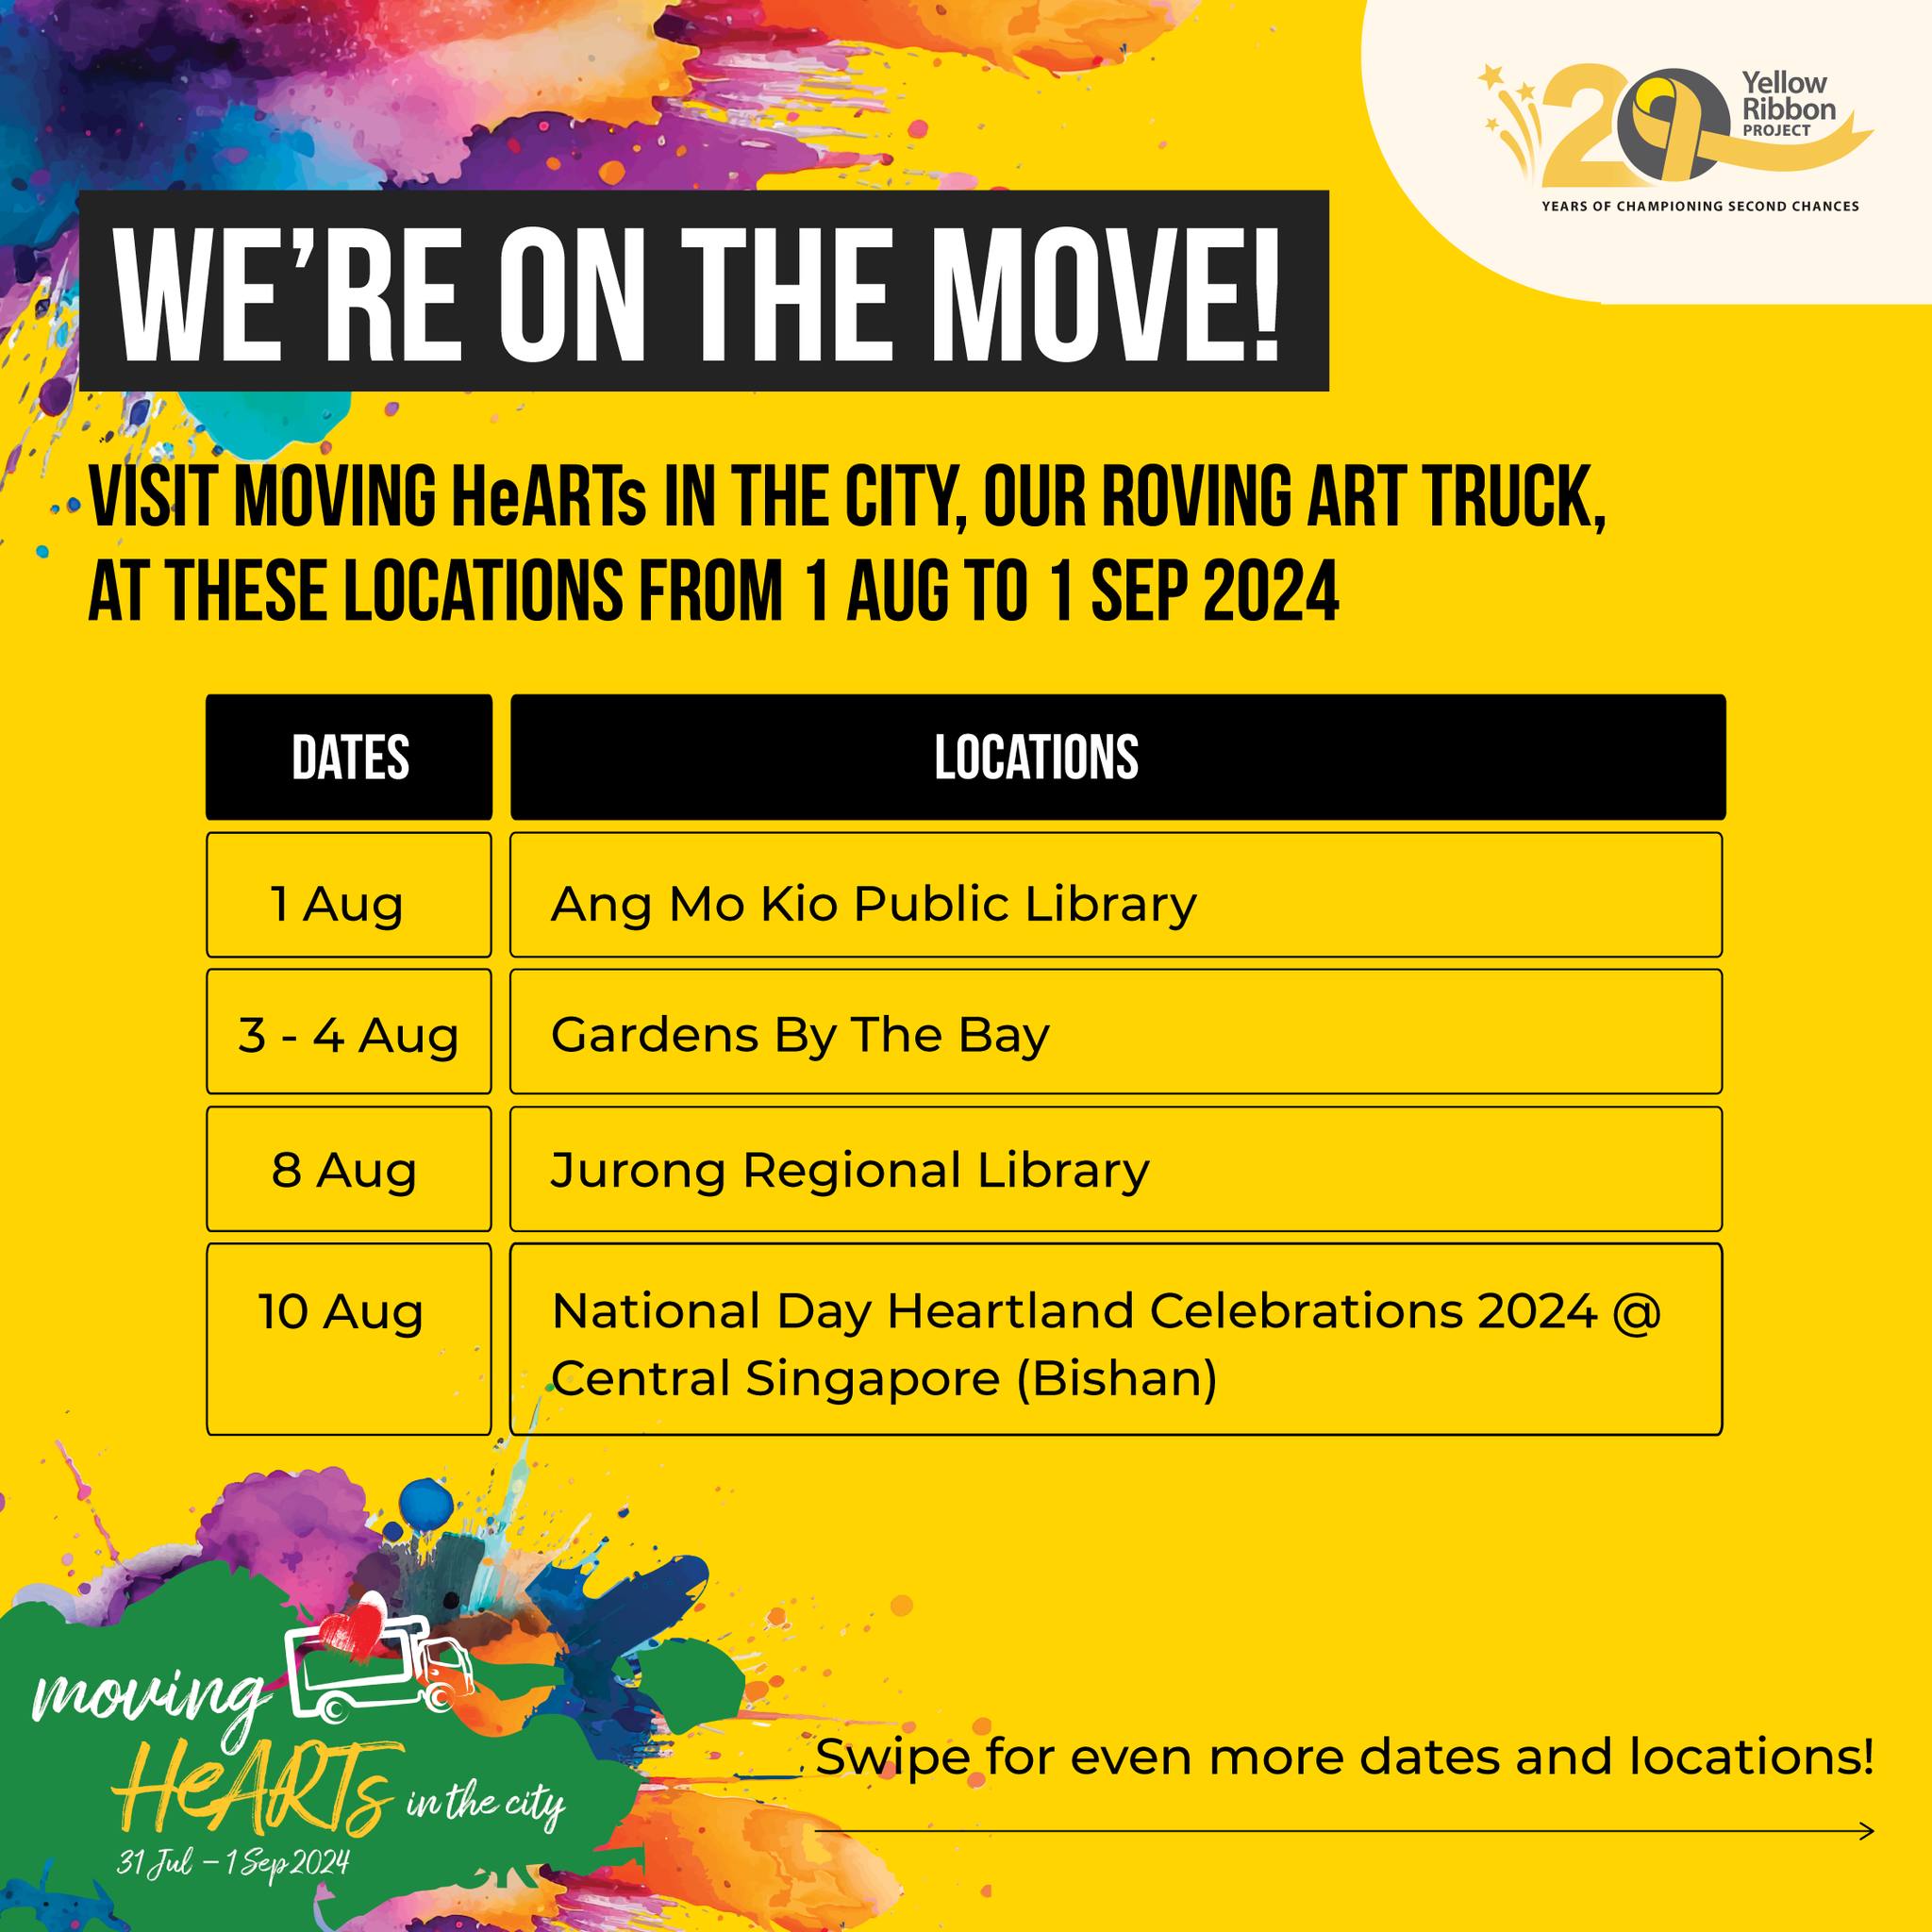 20
Yellow
Ribbon
PROJECT
YEARS OF CHAMPIONING SECOND CHANCES
WE’RE ON THE MOVE!
VISIT MOVING HeARTs IN THE CITY, OUR ROVING ART TRUCK,
AT THESE LOCATIONS FROM 1 AUG TO 1 SEP 2024
DATES LOCATIONS
1 Aug Ang Mo Kio Public Library
3 - 4 Aug Gardens By The Bay
8 Aug Jurong Regional Library
10 Aug National Day Heartland Celebrations 2024 @
Central Singapore (Bishan)
moving
HeARTs in the city
31 Jul – 1 Sep 2024
Swipe for even more dates and locations!